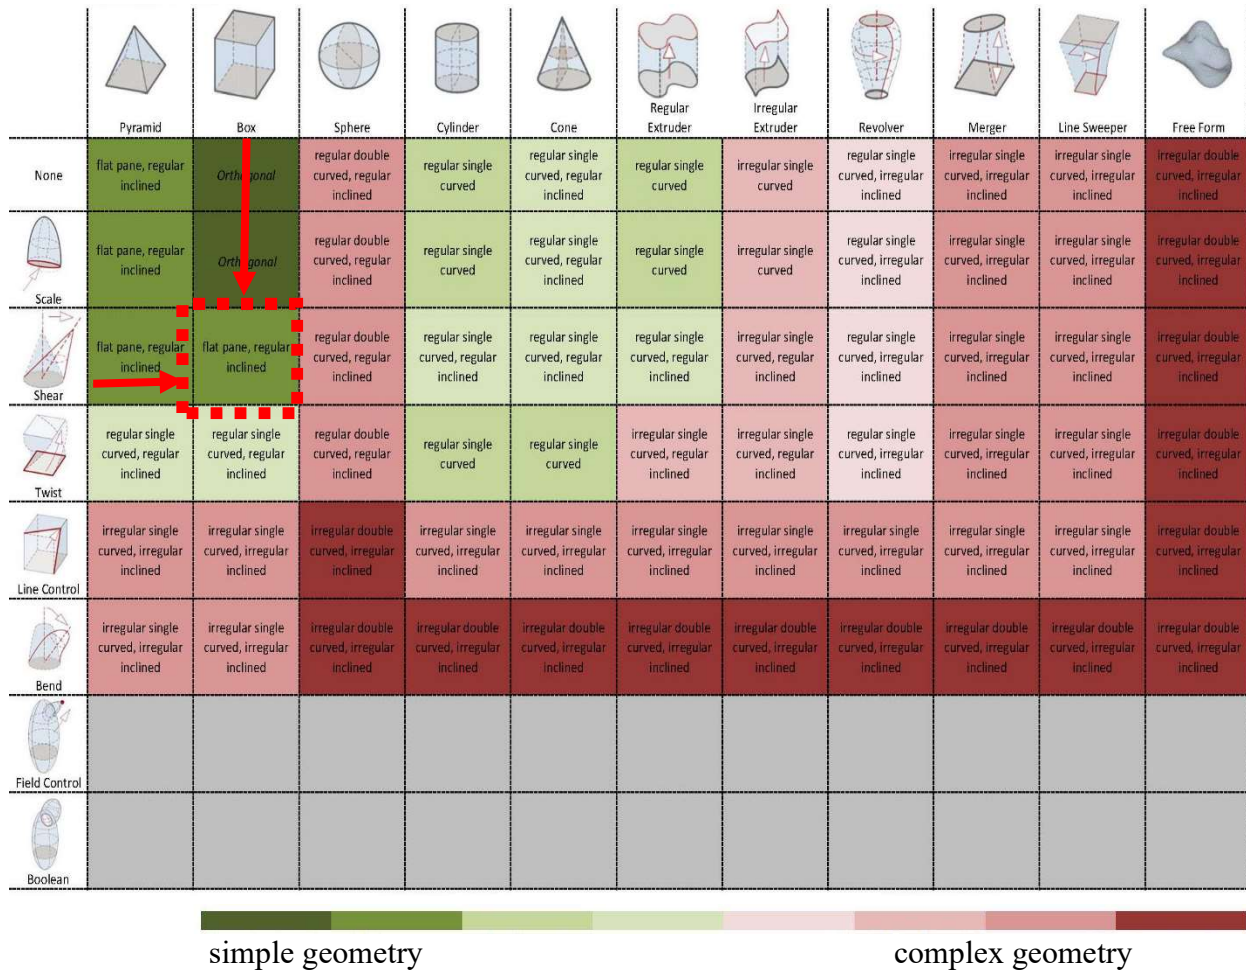 Pyramid
Box
Sphere
Cylinder
Cone
Regular
Extruder
Irregular
Extruder
Revolver
Merger
Line Sweeper
Free Form
None
flat pane, regular
inclined
Orthogonal
regular double
curved, regular
inclined
regular single
curved
regular single
curved, regular
inclined
regular single
curved
irregular single
curved
regular single
curved, irregular
inclined
irregular single
curved, irregular
inclined
irregular single
curved, irregular
inclined
irregular double
curved, irregular
inclined
Scale
flat pane, regular
inclined
Orthogonal
regular double
curved, regular
inclined
regular single
curved
regular single
curved, regular
inclined
regular single
curved
irregular single
curved
regular single
curved, irregular
inclined
irregular single
curved, irregular
inclined
irregular single
curved, irregular
inclined
irregular double
curved, irregular
inclined
Shear
flat pane, regular
inclined
flat pane, regular
inclined
regular double
curved, regular
inclined
regular single
curved, regular
inclined
regular single
curved, regular
inclined
regular single
curved, regular
inclined
irregular single
curved, regular
inclined
regular single
curved, irregular
inclined
irregular single
curved, irregular
inclined
irregular single
curved, irregular
inclined
irregular double
curved, irregular
inclined
Twist
regular single
curved, regular
inclined
regular single
curved, regular
inclined
regular double
curved, regular
inclined
regular single
curved
regular single
curved
irregular single
curved, regular
inclined
irregular single
curved, regular
inclined
regular single
curved, irregular
inclined
irregular single
curved, irregular
inclined
irregular single
curved, irregular
inclined
irregular double
curved, irregular
inclined
Line Control
irregular single
curved, irregular
inclined
irregular single
curved, irregular
inclined
irregular double
curved, irregular
inclined
irregular single
curved, irregular
inclined
irregular single
curved, irregular
inclined
irregular single
curved, irregular
inclined
irregular single
curved, irregular
inclined
irregular single
curved, irregular
inclined
irregular single
curved, irregular
inclined
irregular single
curved, irregular
inclined
irregular double
curved, irregular
inclined
Bend
irregular single
curved, irregular
inclined
irregular single
curved, irregular
inclined
irregular double
curved, irregular
inclined
irregular double
curved, irregular
inclined
irregular double
curved, irregular
inclined
irregular double
curved, irregular
inclined
irregular double
curved, irregular
inclined
irregular double
curved, irregular
inclined
irregular double
curved, irregular
inclined
irregular double
curved, irregular
inclined
irregular double
curved, irregular
inclined
Field Control
Boolean
simple geometry
complex geometry